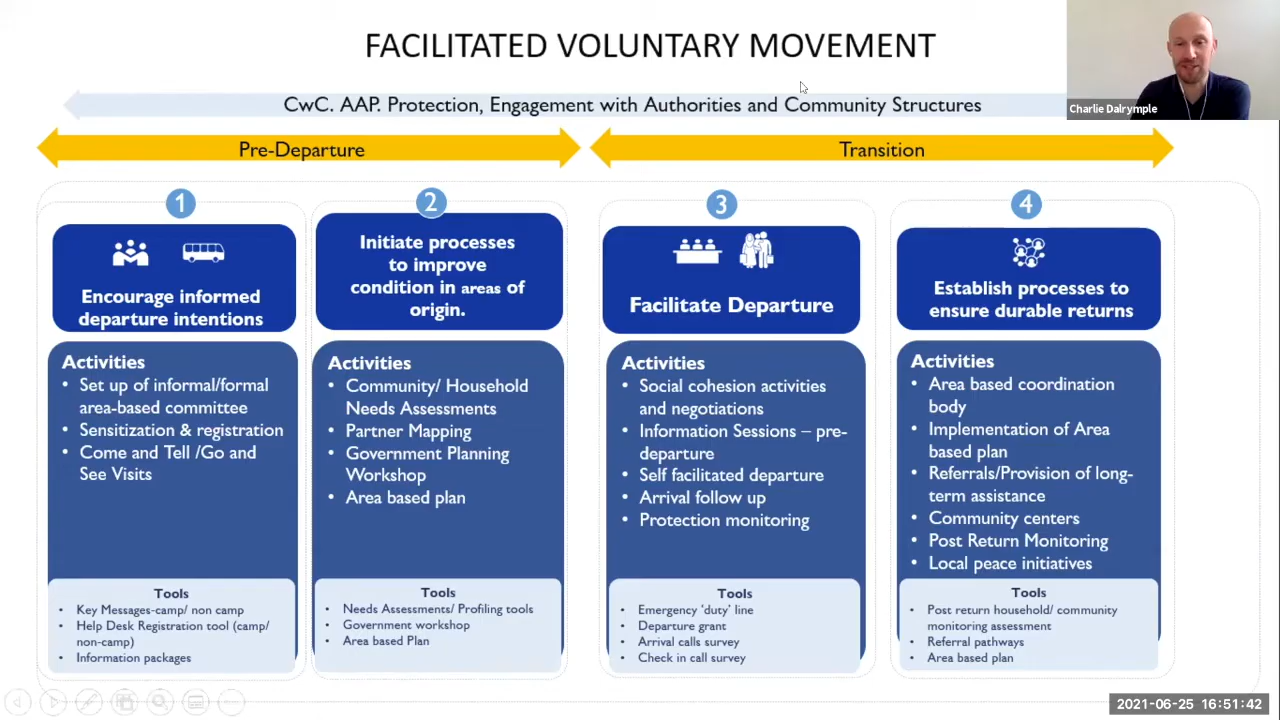 FACILITATED VOLUNTARY MOVEMENT
CwC. AAP. Protection, Engagement with Authorities and Community Structures
Charlie Dalrymple
Pre-Departure
Transition
1
Encourage informed
departure intentions
Activities
• Set up of informal/formal
area-based committee
• Sensitization & registration
• Come and Tell /Go and
See Visits
Tools
• Key Messages-camp/ non camp
• Help Desk Registration tool (camp/
non-camp)
• Information packages
2
Initiate processes
to improve
condition in areas of
origin.
Activities
• Community/ Household
Needs Assessments
• Partner Mapping
• Government Planning
Workshop
• Area based plan
Tools
• Needs Assessments/ Profiling tools
• Government workshop
• Area based Plan
3
Facilitate Departure
Activities
• Social cohesion activities
and negotiations
• Information Sessions – pre-
departure
• Self facilitated departure
• Arrival follow up
• Protection monitoring
Tools
• Emergency ‘duty’ line
• Departure grant
• Arrival calls survey
• Check in call survey
4
Establish processes to
ensure durable returns
Activities
• Area based coordination
body
• Implementation of Area
based plan
• Referrals/Provision of long-
term assistance
• Community centers
• Post Return Monitoring
• Local peace initiatives
Tools
• Post return household/ community
monitoring assessment
• Referral pathways
• Area based plan
2021-06-25 16:51:42